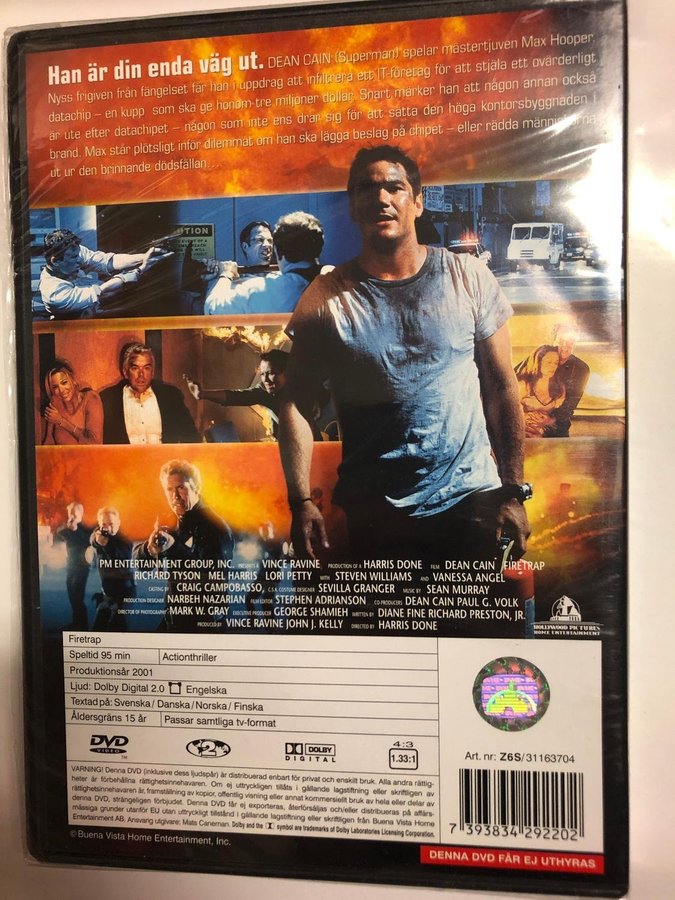 Han är din enda väg ut. DEAN CAIN (Superman) spelar mästertjuven Max Hooper.
Nyss frigiven från fängelset får han i uppdrag att infiltrera ett IT-företag för att stjäla ett ovärderligt
datachip – en kupp som ska ge honom tre miljoner dollar. Snart märker han att någon annan också
är ute efter datachipet – någon som inte ens drar sig för att sätta den höga kontorsbyggnaden i
brand. Max står plötsligt inför dilemmat om han ska lägga beslag på chipet – eller rädda människorna
ut ur den brinnande dödsfällan...
CAUTION
PM ENTERTAINMENT GROUP, INC. PRESENTS A VINCE RAVINE PRODUCTION OF A HARRIS DONE FILM DEAN CAIN FIRETRAP
RICHARD TYSON MEL HARRIS LORI PETTY WITH STEVEN WILLIAMS AND VANESSA ANGEL
CASTING BY CRAIG CAMPOBASSO, C.S.A. COSTUME DESIGNER SEVILLA GRANGER MUSIC BY SEAN MURRAY
PRODUCTION DESIGNER NARBEH NAZARIAN FILM EDITOR STEPHEN ADRIANSON CO-PRODUCERS DEAN CAIN PAUL G. VOLK
DIRECTOR OF PHOTOGRAPHY MARK W. GRAY EXECUTIVE PRODUCER GEORGE SHAMIEH WRITTEN BY DIANE FINE RICHARD PRESTON, JR.
PRODUCED BY VINCE RAVINE JOHN J. KELLY DIRECTED BY HARRIS DONE
HOLLYWOOD PICTURES
HOME ENTERTAINMENT
Firetrap
Speltid 95 min Actionthriller
Produktionsår 2001
Ljud: Dolby Digital 2.0 Engelska
Textad på: Svenska / Danska / Norska / Finska
Åldersgräns 15 år Passar samtliga tv-format
DVD VIDEO TM
2
DOLBY DIGITAL
4:3
1.33:1
Art. nr: Z6S/31163704
VARNING! Denna DVD (inklusive dess ljudspår) är distribuerad enbart för privat och enskilt bruk. Alla andra rättig-
heter är förbehållna rättighetsinnehavaren. Om ej uttryckligen tillåts i gällande lagstiftning eller skriftligen av
rättighetsinnehavaren är, framställning av kopior, offentlig visning eller annat kommersiellt bruk av hela eller delar av
denna DVD, strängeligen förbjudet. Denna DVD får ej exporteras, återförsäljas och/eller distribueras på affärs-
mässiga grunder utanför EU utan uttryckligt tillstånd i gällande lagstiftning eller skriftligen från Buena Vista Home
Entertainment AB. Ansvarig utgivare: Mats Carneman. Dolby and the symbol are trademarks of Dolby Laboratories Licensing Corporation.
© Buena Vista Home Entertainment, Inc.
7 393834 292202
DENNA DVD FÅR EJ UTHYRAS